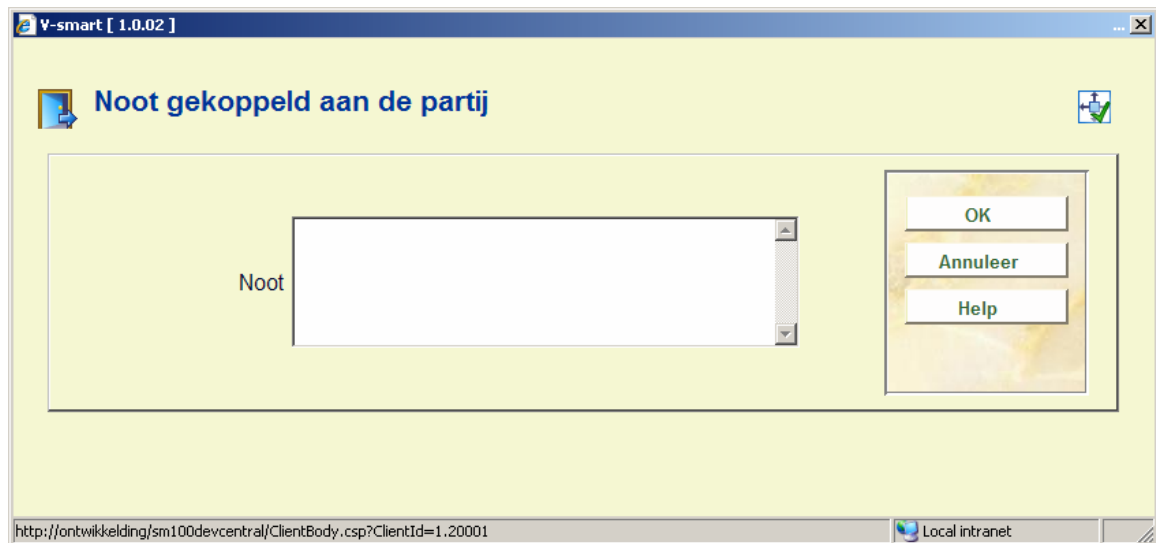 V-smart [ 1.0.02 ] ...
Noot gekoppeld aan de partij
Noot
OK
Annuleer
Help
http://ontwikkelding/sm100devcentral/ClientBody.csp?ClientId=1.20001
Local intranet